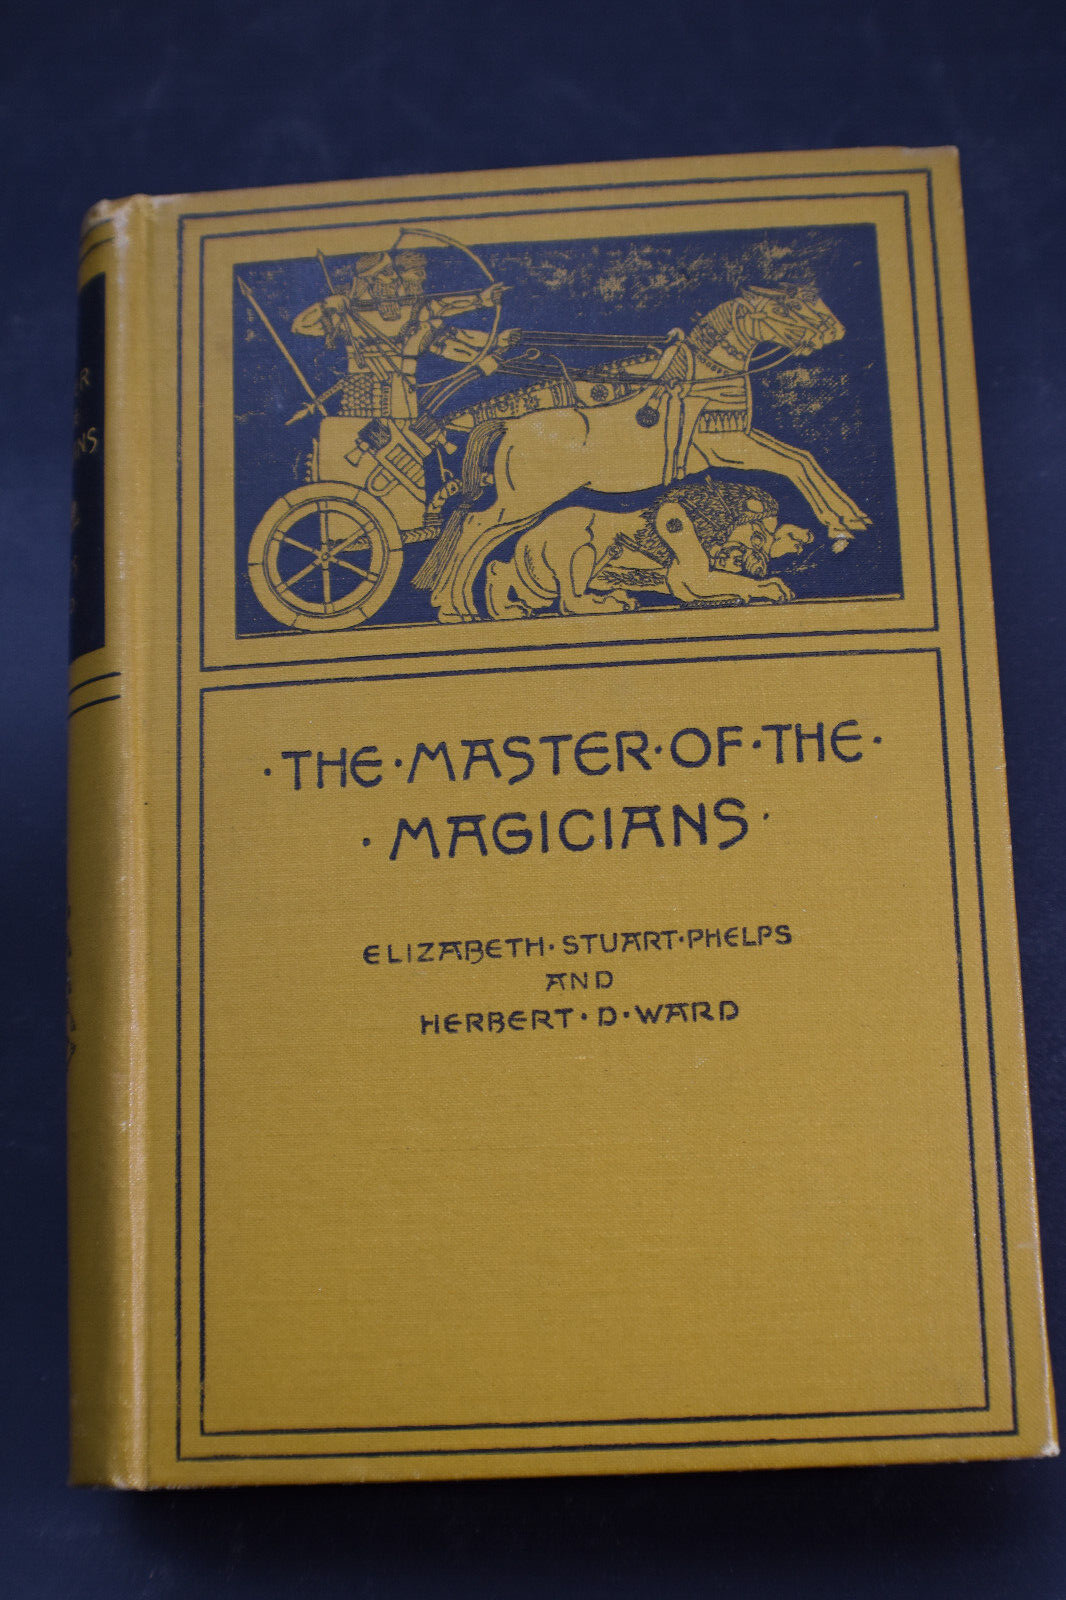 ·THE·MASTER·OF·THE·
·MAGICIANS·
ELIZABETH·STUART·PHELPS
AND
HERBERT·D·WARD